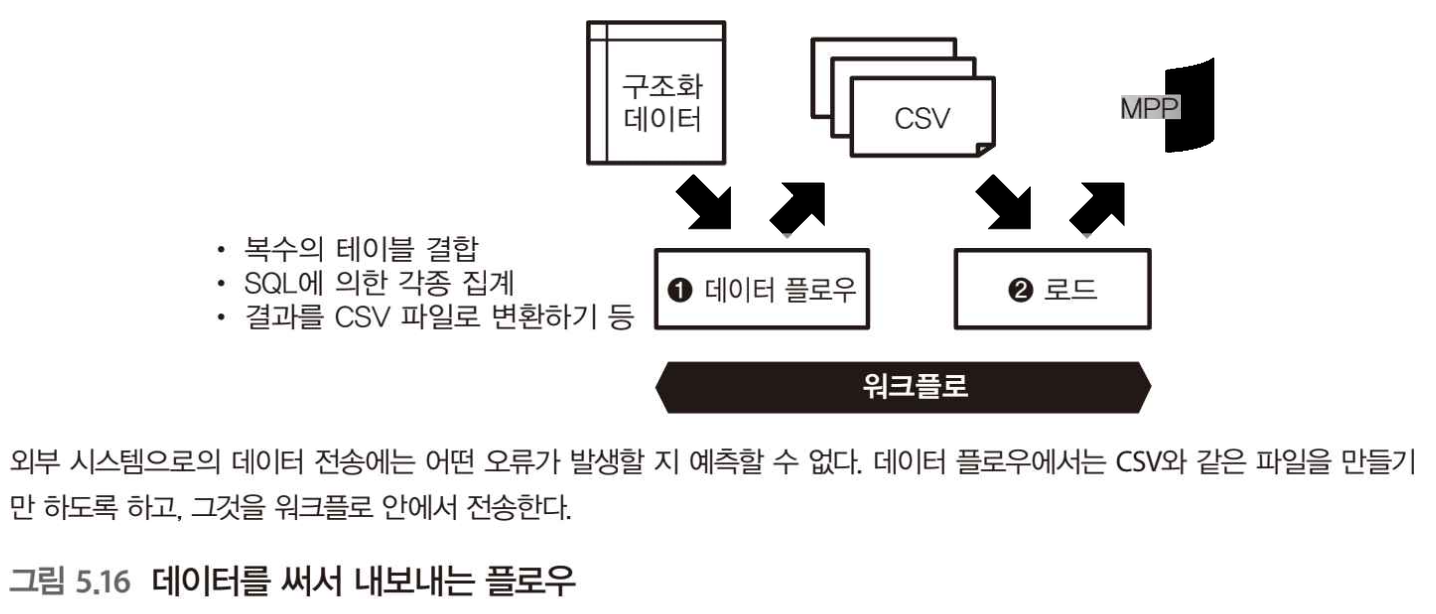 구조화
데이터
CSV
MPP
• 복수의 테이블 결합
• SQL에 의한 각종 집계
• 결과를 CSV 파일로 변환하기 등
❶ 데이터 플로우
❷ 로드
워크플로
외부 시스템으로의 데이터 전송에는 어떤 오류가 발생할 지 예측할 수 없다. 데이터 플로우에서는 CSV와 같은 파일을 만들기
만 하도록 하고, 그것을 워크플로 안에서 전송한다.
그림 5.16 데이터를 써서 내보내는 플로우